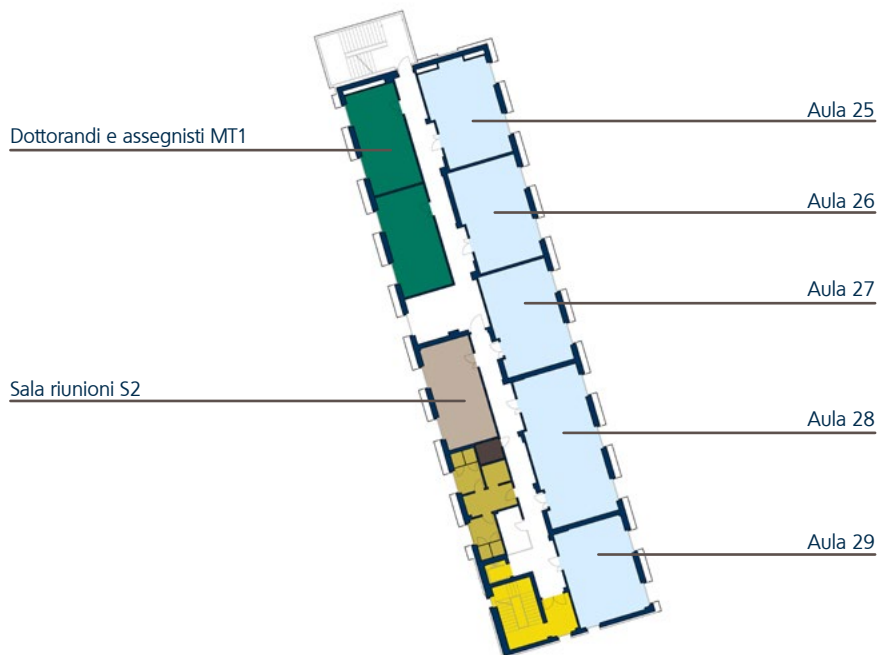 Dottorandi e assegnisti MT1
Sala riunioni S2
Aula 25
Aula 26
Aula 27
Aula 28
Aula 29